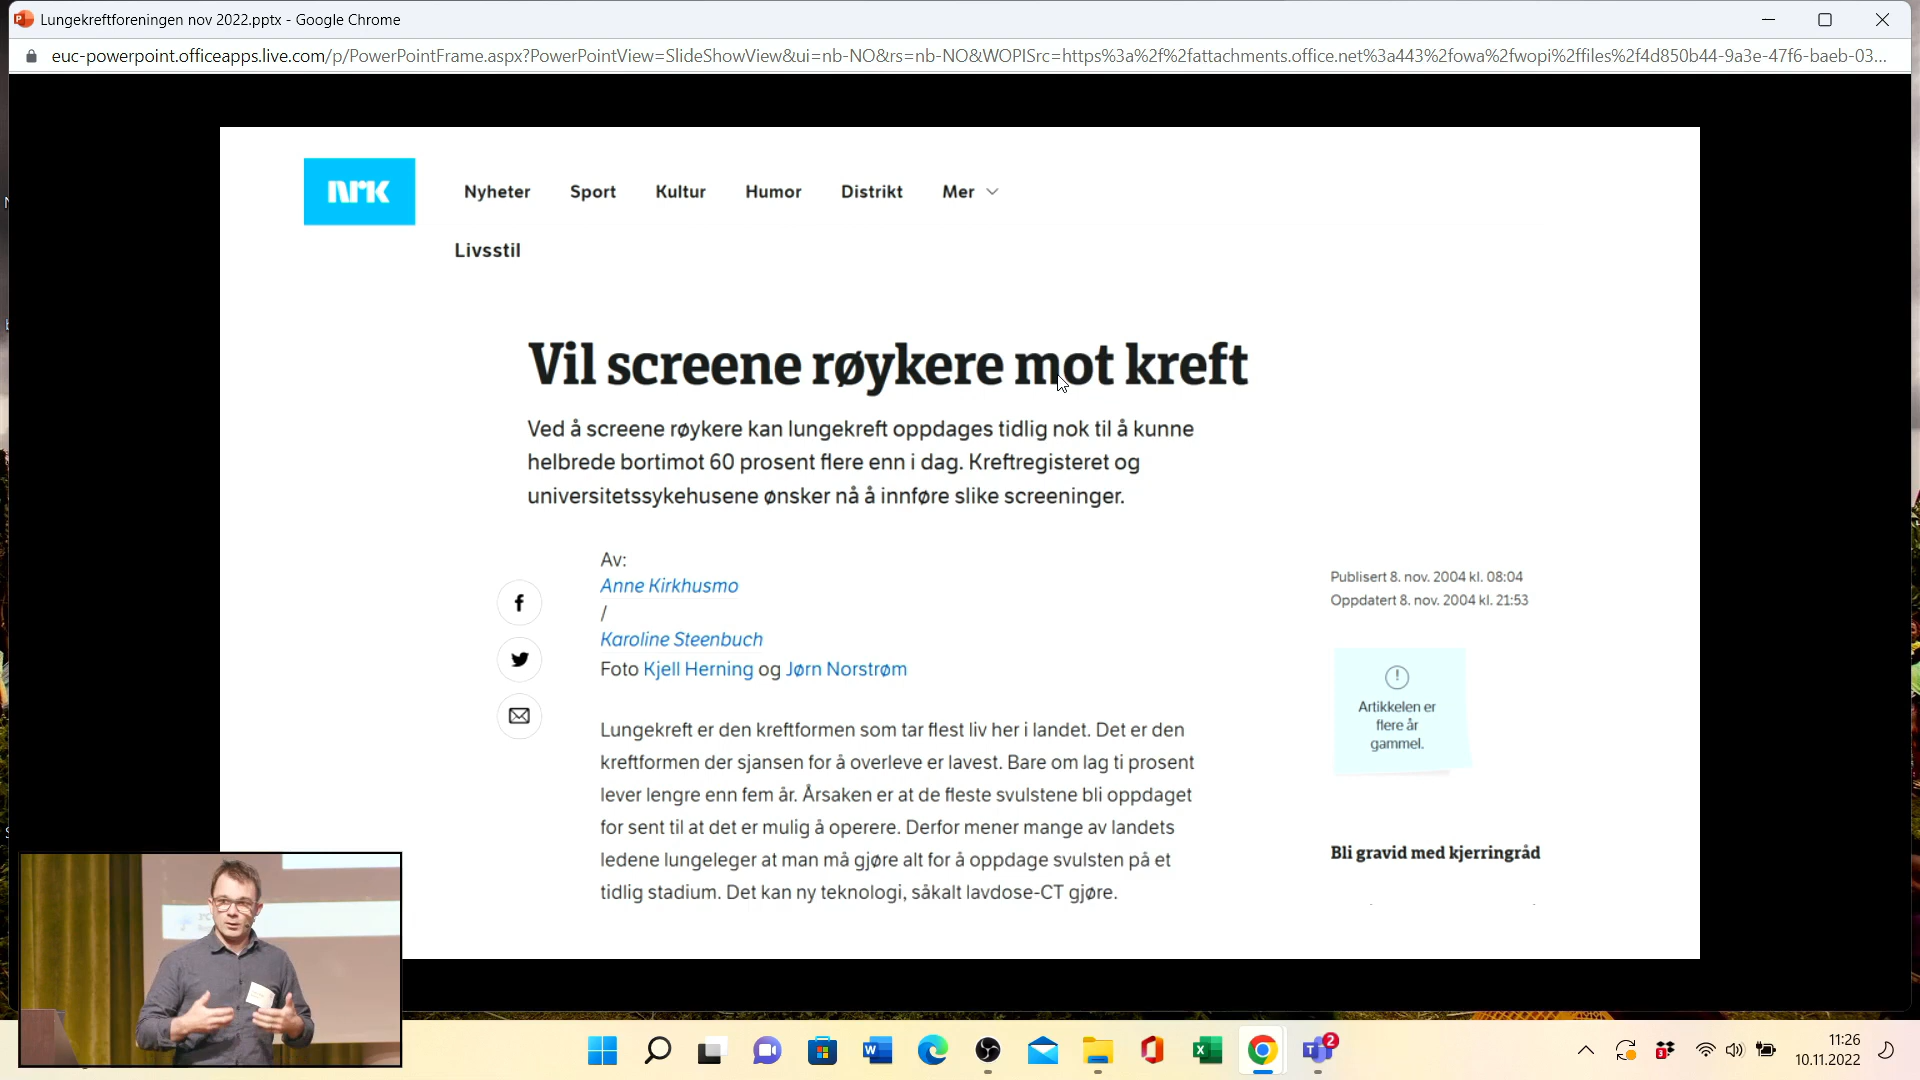 Lungekreftforeningen nov 2022.pptx - Google Chrome
euc-powerpoint.officeapps.live.com/p/PowerPointFrame.aspx?PowerPointView=SlideShowView&ui=nb-NO&rs=nb-NO&WOPISrc=https%3a%2f%2fattachments.office.net%3a443%2fowa%2fwopi%2ffiles%2f4d850b44-9a3e-47f6-baeb-03...
NRK
Nyheter Sport Kultur Humor Distrikt Mer
Livsstil
Vil screene røykere mot kreft
Ved å screene røykere kan lungekreft oppdages tidlig nok til å kunne
helbrede bortimot 60 prosent flere enn i dag. Kreftregisteret og
universitetssykehusene ønsker nå å innføre slike screeninger.
Av:
Anne Kirkhusmo
/
Karoline Steenbuch
Foto Kjell Herning og Jørn Norstrøm
Lungekreft er den kreftformen som tar flest liv her i landet. Det er den
kreftformen der sjansen for å overleve er lavest. Bare om lag ti prosent
lever lengre enn fem år. Årsaken er at de fleste svulstene bli oppdaget
for sent til at det er mulig å operere. Derfor mener mange av landets
ledene lungeleger at man må gjøre alt for å oppdage svulsten på et
tidlig stadium. Det kan ny teknologi, såkalt lavdose-CT gjøre.
Publisert 8. nov. 2004 kl. 08:04
Oppdatert 8. nov. 2004 kl. 21:53
Artikkelen er
flere år
gammel.
Bli gravid med kjerringråd
2
3
11:26
10.11.2022